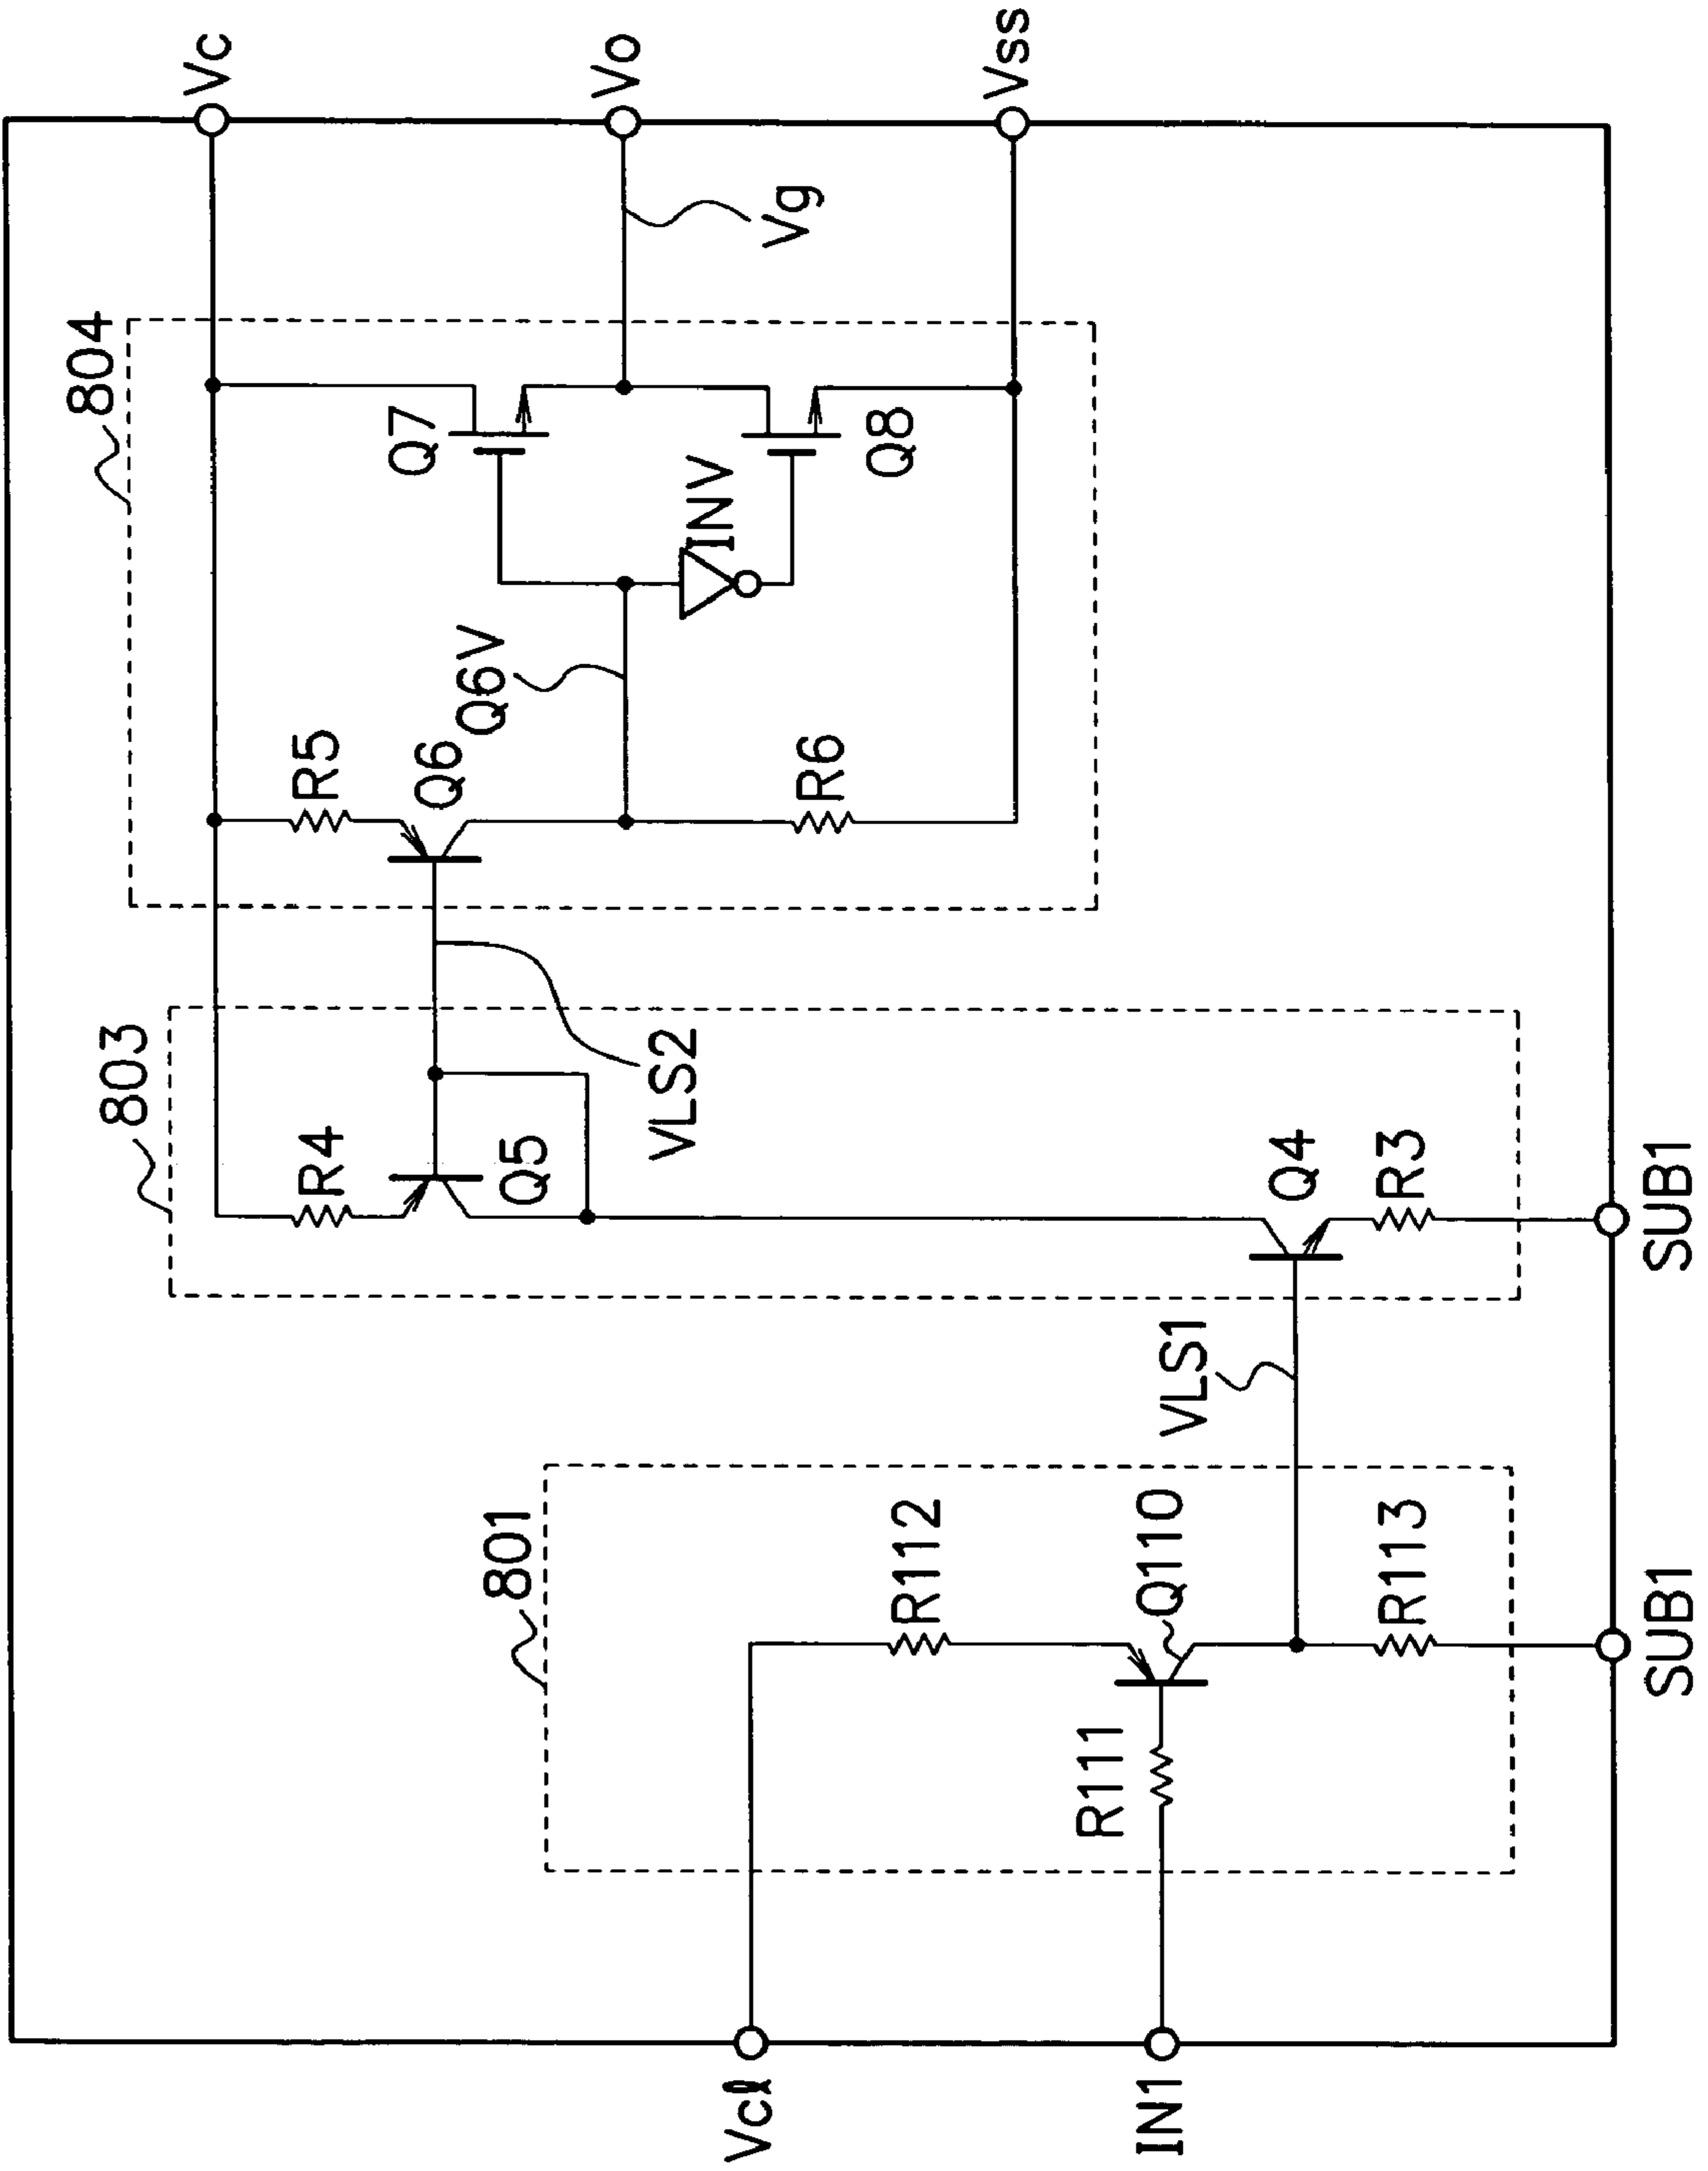 Vc
Vo
Vss
Vg
804
Q7
Q8
INV
Q6V
R5
Q6
R6
803
VLS2
R4
Q5
Q4
R3
SUB1
VLS1
801
R112
Q110
R113
R111
SUB1
Vcℓ
IN1